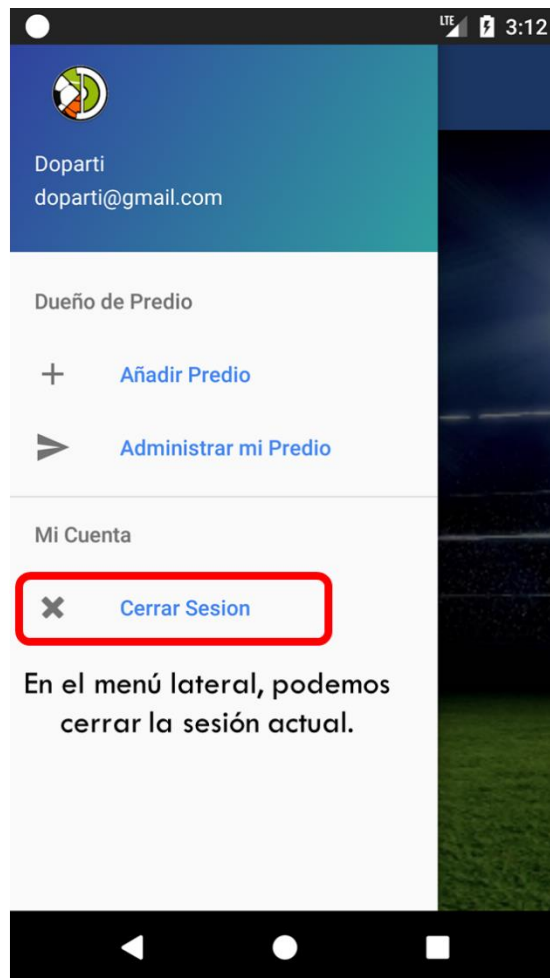 LTE 3:12
Doparti
doparti@gmail.com
Dueño de Predio
Añadir Predio
Administrar mi Predio
Mi Cuenta
Cerrar Sesion
En el menú lateral, podemos
cerrar la sesión actual.